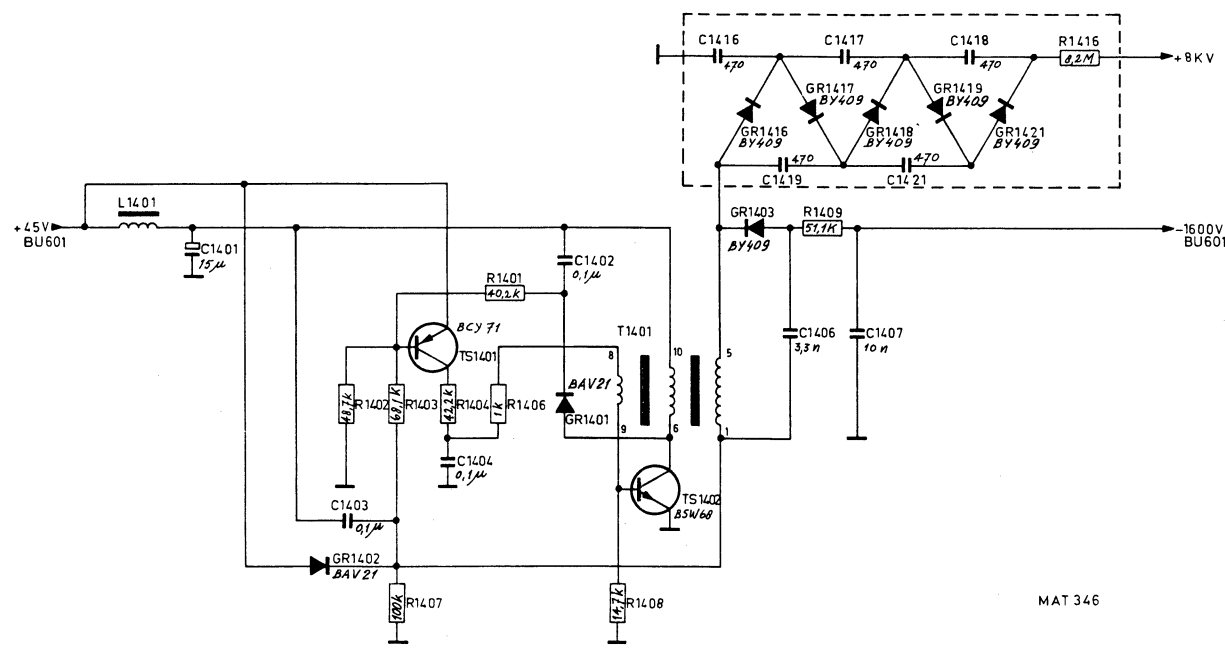 C1416
470
C1417
470
C1418
470
R1416
8,2M
+8KV
GR1416
BY409
GR1417
BY409
GR1418
BY409
GR1419
BY409
GR1421
BY409
470
C1419
470
C1421
+45V
BU601
L1401
C1401
15µ
C1402
0,1µ
R1401
40,2K
BCY71
TS1401
GR1403
BY409
R1409
51,1K
-1600V
BU601
C1406
3,3n
C1407
10n
T1401
8
10
5
9
6
1
R1402
48,7K
R1403
68,1K
R1404
42,2K
R1406
1K
BAV21
GR1401
C1404
0,1µ
TS1402
BSW68
C1403
0,1µ
GR1402
BAV21
R1407
100K
R1408
14,7K
MAT 346